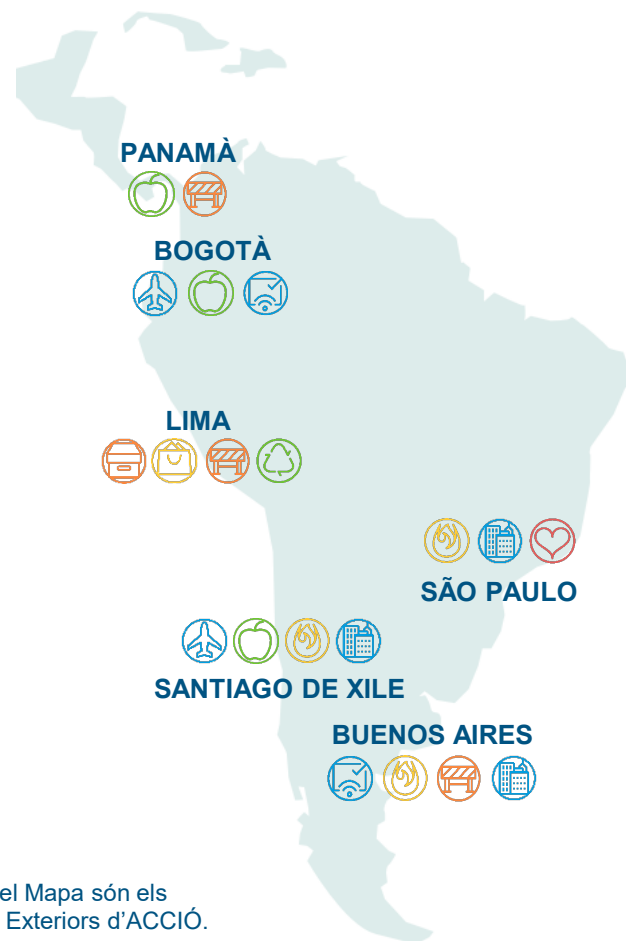 PANAMÀ
BOGOTÀ
LIMA
SÃO PAULO
SANTIAGO DE XILE
BUENOS AIRES
el Mapa són els
Exteriors d'ACCIÓ.